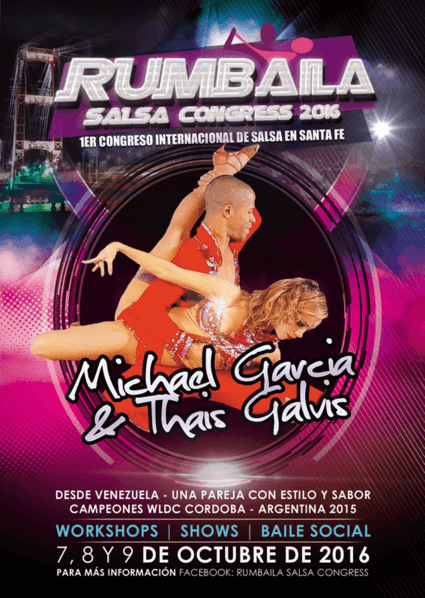 RUMBAILA
SALSA CONGRESS 2016
1ER CONGRESO INTERNACIONAL DE SALSA EN SANTA FE
Michael Garcia
& Thais Galvis
DESDE VENEZUELA - UNA PAREJA CON ESTILO Y SABOR
CAMPEONES WLDC CORDOBA - ARGENTINA 2015
WORKSHOPS | SHOWS | BAILE SOCIAL
7, 8 Y 9 DE OCTUBRE DE 2016
PARA MÁS INFORMACIÓN FACEBOOK: RUMBAILA SALSA CONGRESS